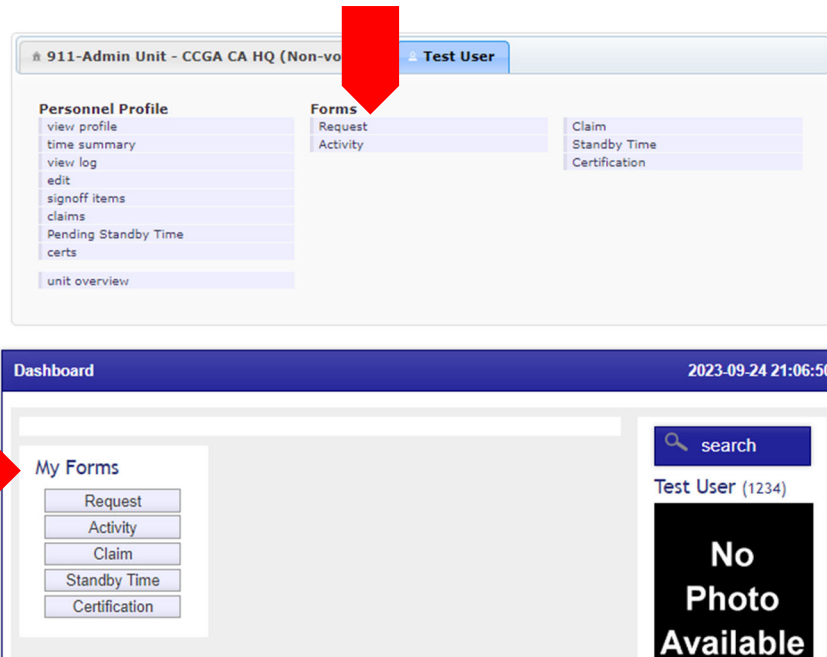 911-Admin Unit - CCGA CA HQ (Non-vo
Test User
Personnel Profile
view profile
time summary
view log
edit
signoff items
claims
Pending Standby Time
certs
unit overview
Forms
Request
Activity
Claim
Standby Time
Certification
Dashboard
2023-09-24 21:06:50
My Forms
Request
Activity
Claim
Standby Time
Certification
search
Test User (1234)
No
Photo
Available